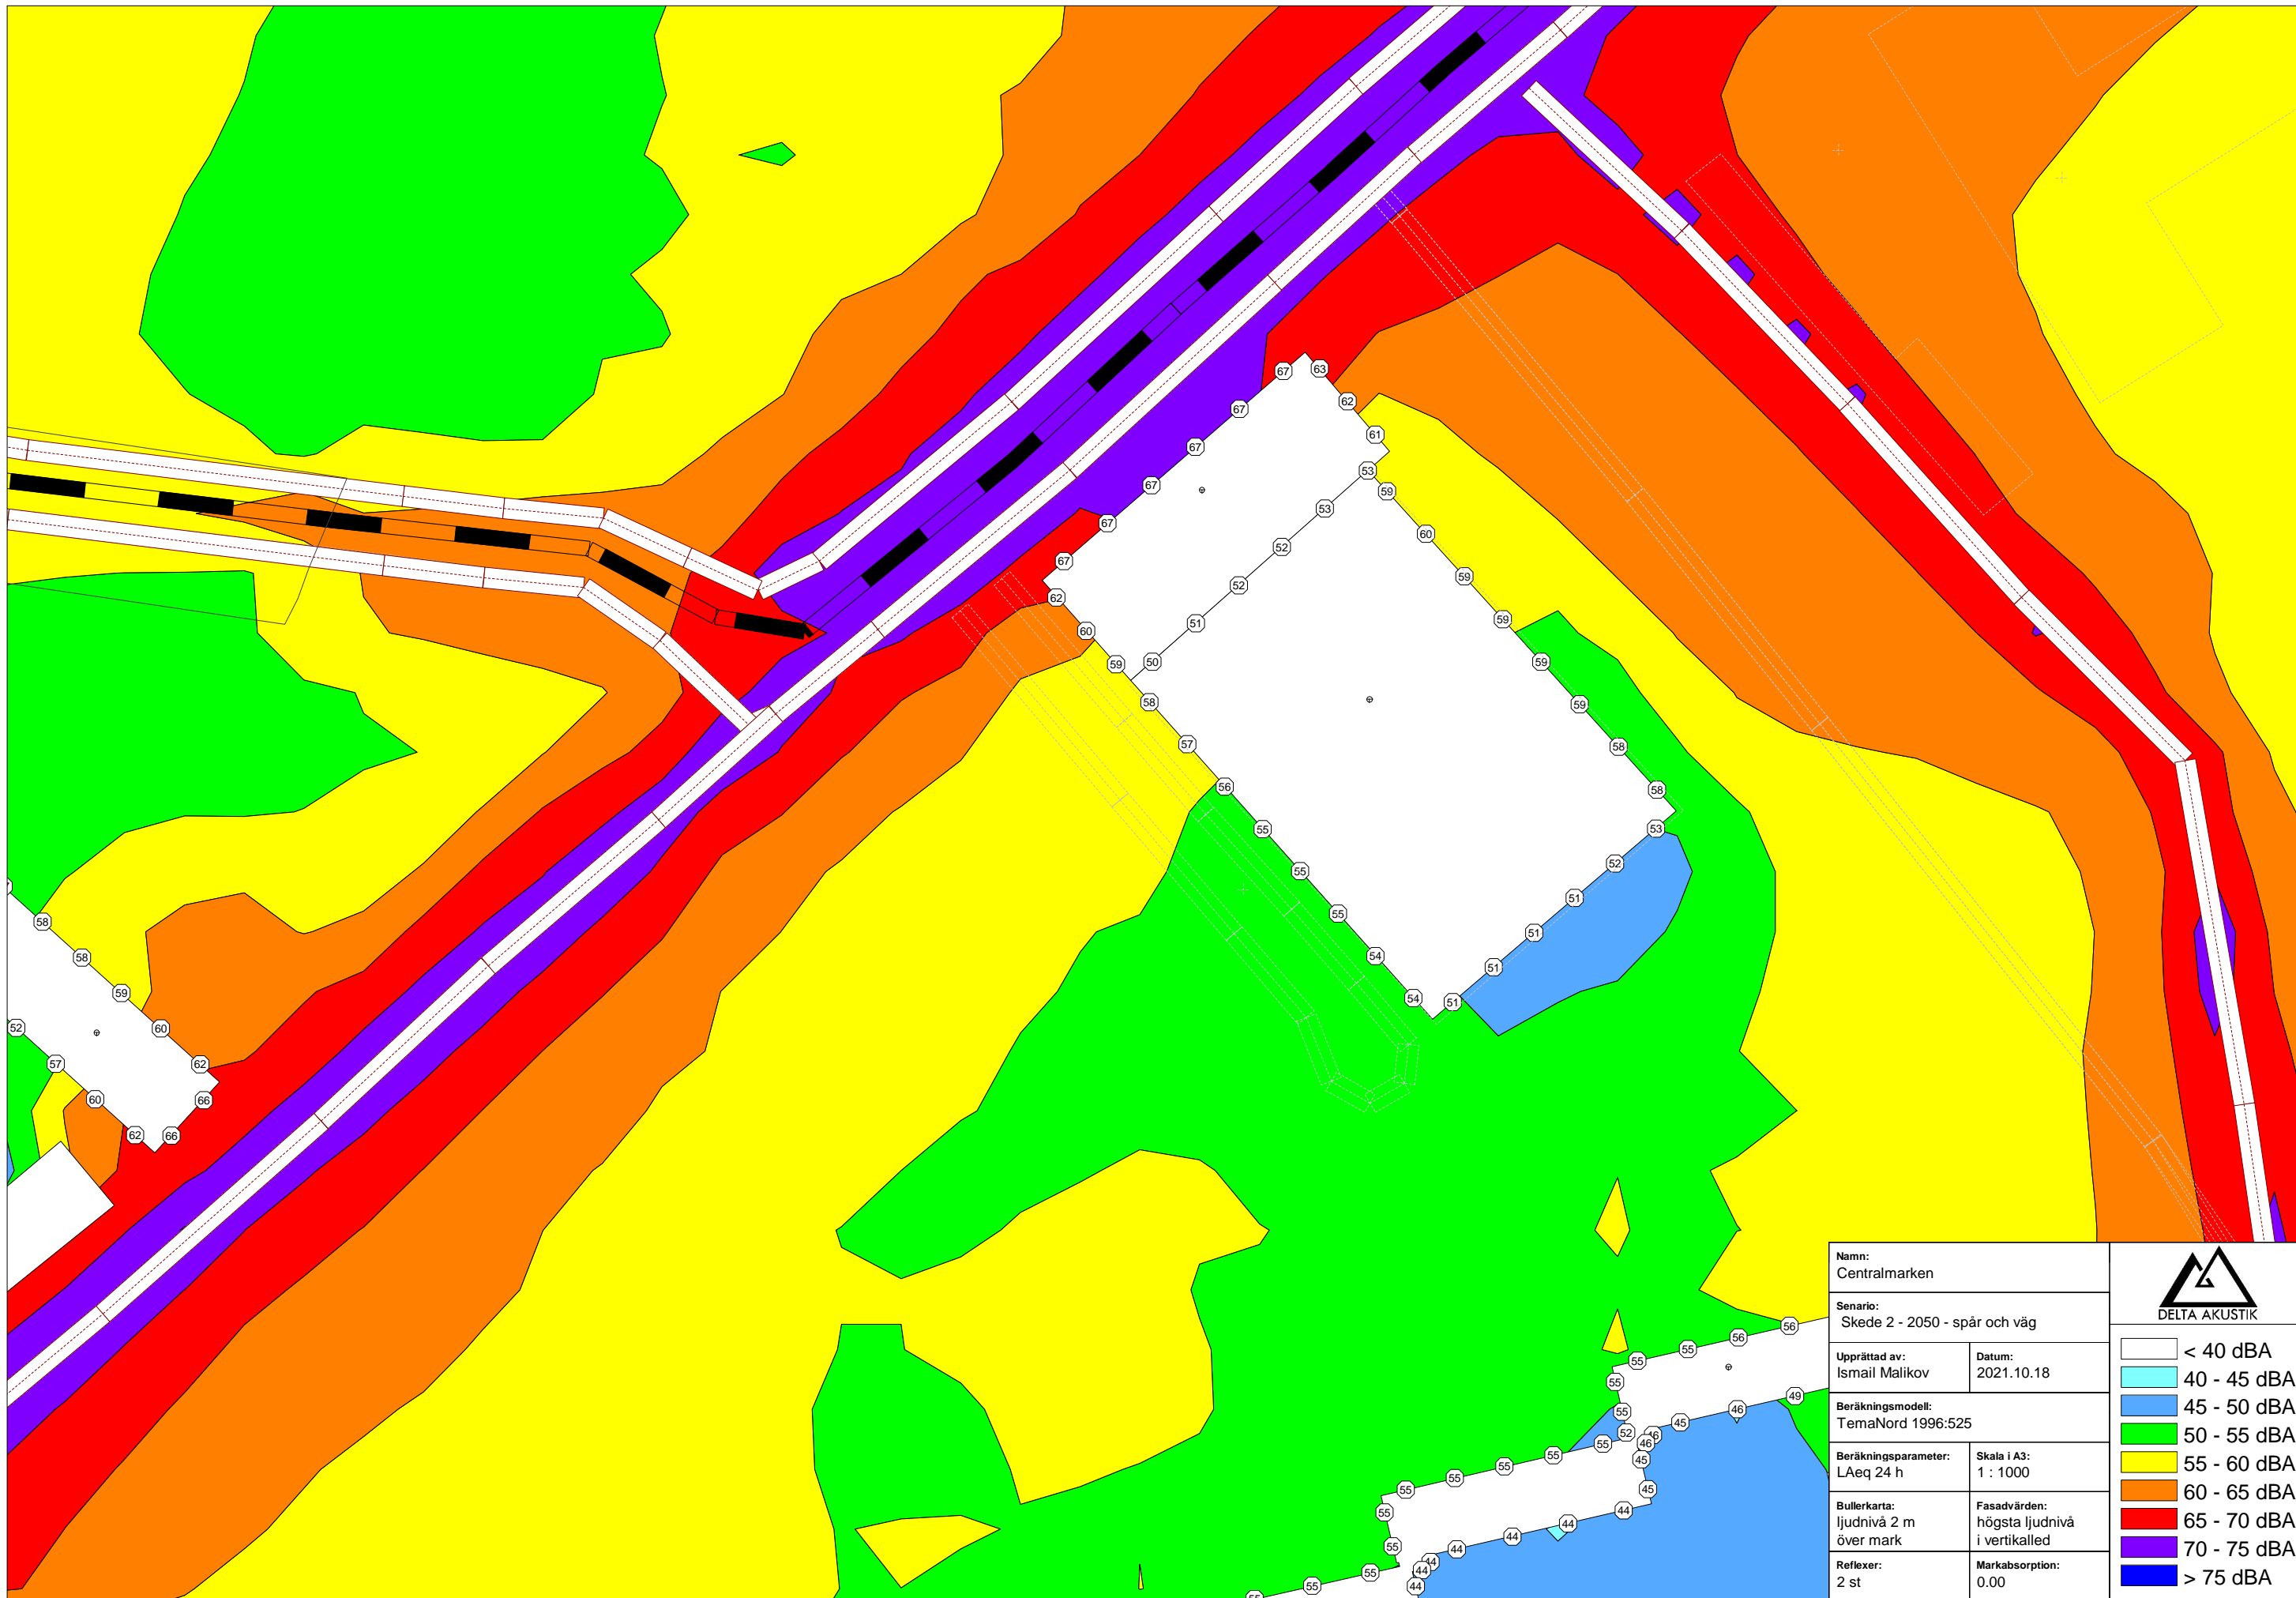 67
63
67
62
67
61
67
53
59
67
53
60
67
52
67
59
62
52
59
60
51
59
50
59
58
59
57
58
56
58
55
53
58
55
52
58
55
51
59
54
51
52
60
54
51
57
62
51
60
66
62
66
Namn:
Centralmarken
Senario:
Skede 2 - 2050 - spår och väg
Upprättad av:
Ismail Malikov
Datum:
2021.10.18
Beräkningsmodell:
TemaNord 1996:525
Beräkningsparameter:
LAeq 24 h
Skala i A3:
1 : 1000
Bullerkarta:
ljudnivå 2 m
över mark
Fasadvärden:
högsta ljudnivå
i vertikalled
Reflexer:
2 st
Markabsorption:
0.00
DELTA AKUSTIK
< 40 dBA
40 - 45 dBA
45 - 50 dBA
50 - 55 dBA
55 - 60 dBA
60 - 65 dBA
65 - 70 dBA
70 - 75 dBA
> 75 dBA
56
56
55
55
55
49
46
55
45
52
46
55
46
55
45
55
55
45
55
44
55
44
44
55
44
44
55
44
55
44